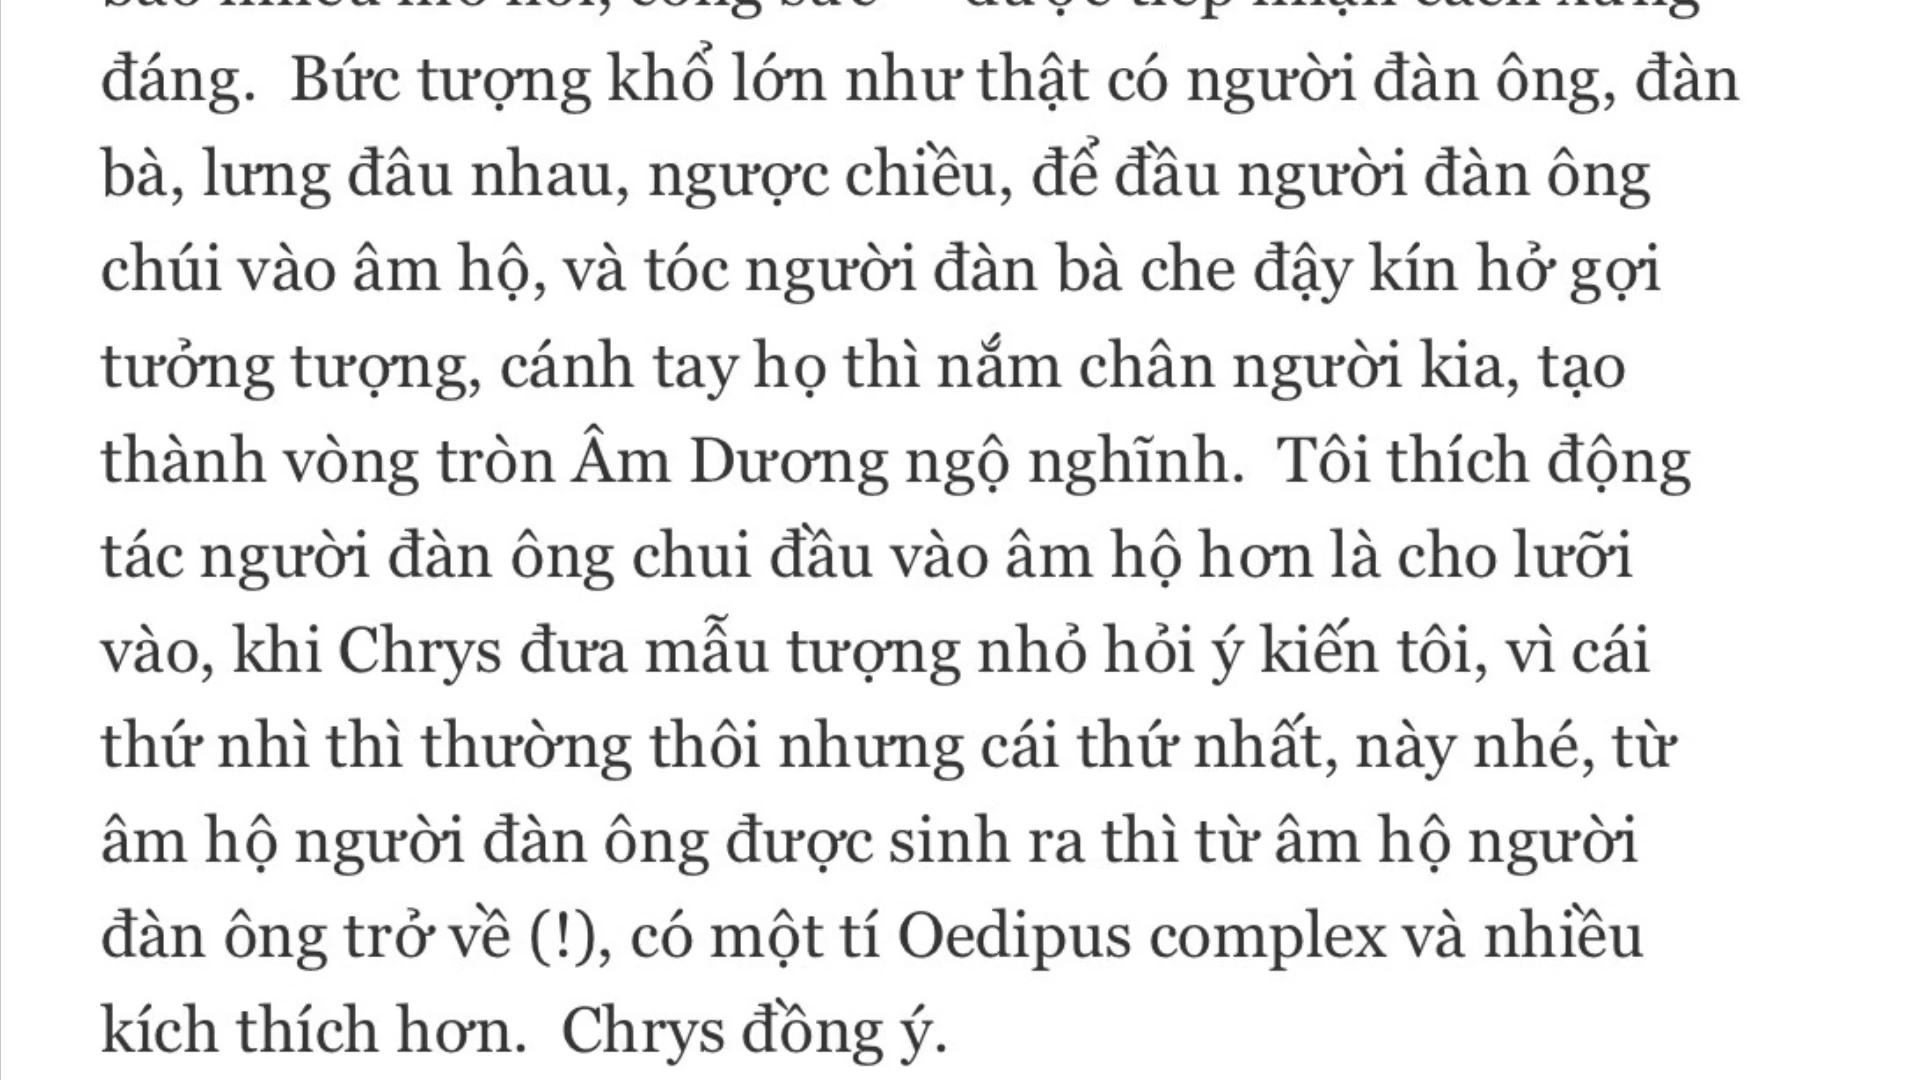 đáng.  Bức tượng khổ lớn như thật có người đàn ông, đàn
bà, lưng đâu nhau, ngược chiều, để đầu người đàn ông
chúi vào âm hộ, và tóc người đàn bà che đậy kín hở gợi
tưởng tượng, cánh tay họ thì nắm chân người kia, tạo
thành vòng tròn Âm Dương ngộ nghĩnh.  Tôi thích động
tác người đàn ông chui đầu vào âm hộ hơn là cho lưỡi
vào, khi Chrys đưa mẫu tượng nhỏ hỏi ý kiến tôi, vì cái
thứ nhì thì thường thôi nhưng cái thứ nhất, này nhé, từ
âm hộ người đàn ông được sinh ra thì từ âm hộ người
đàn ông trở về (!), có một tí Oedipus complex và nhiều
kích thích hơn.  Chrys đồng ý.